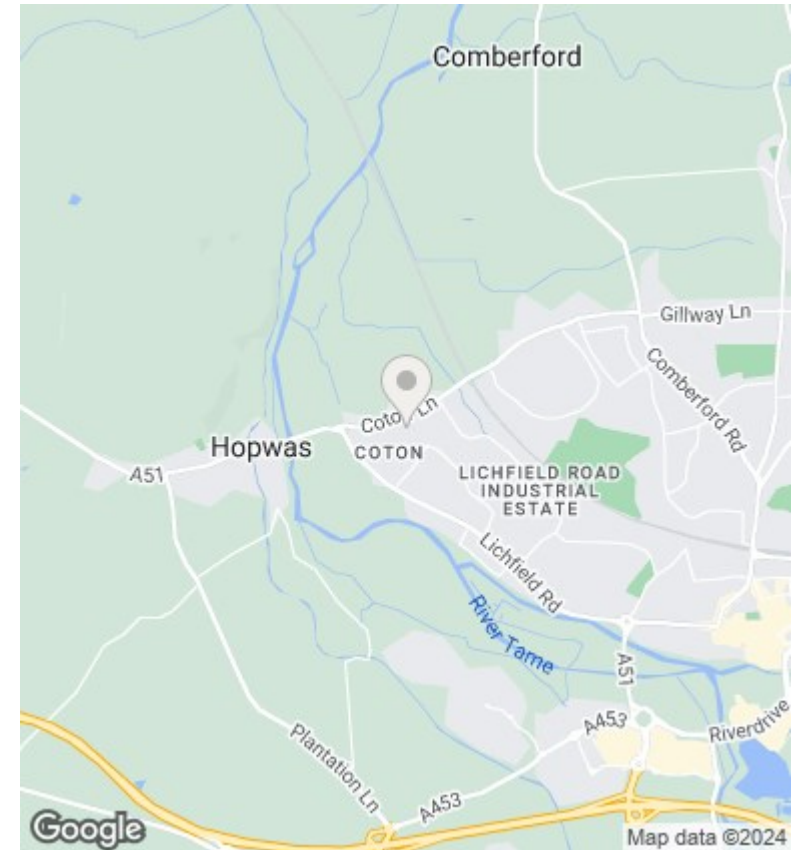 Comberford
Gillway Ln
Comberford Rd
Coton Ln
Hopwas
COTON
A51
LICHFIELD ROAD
INDUSTRIAL
ESTATE
Lichfield Rd
River Tame
A51
A453
Riverdrive
Plantation Ln
A453
Google
Map data ©2024